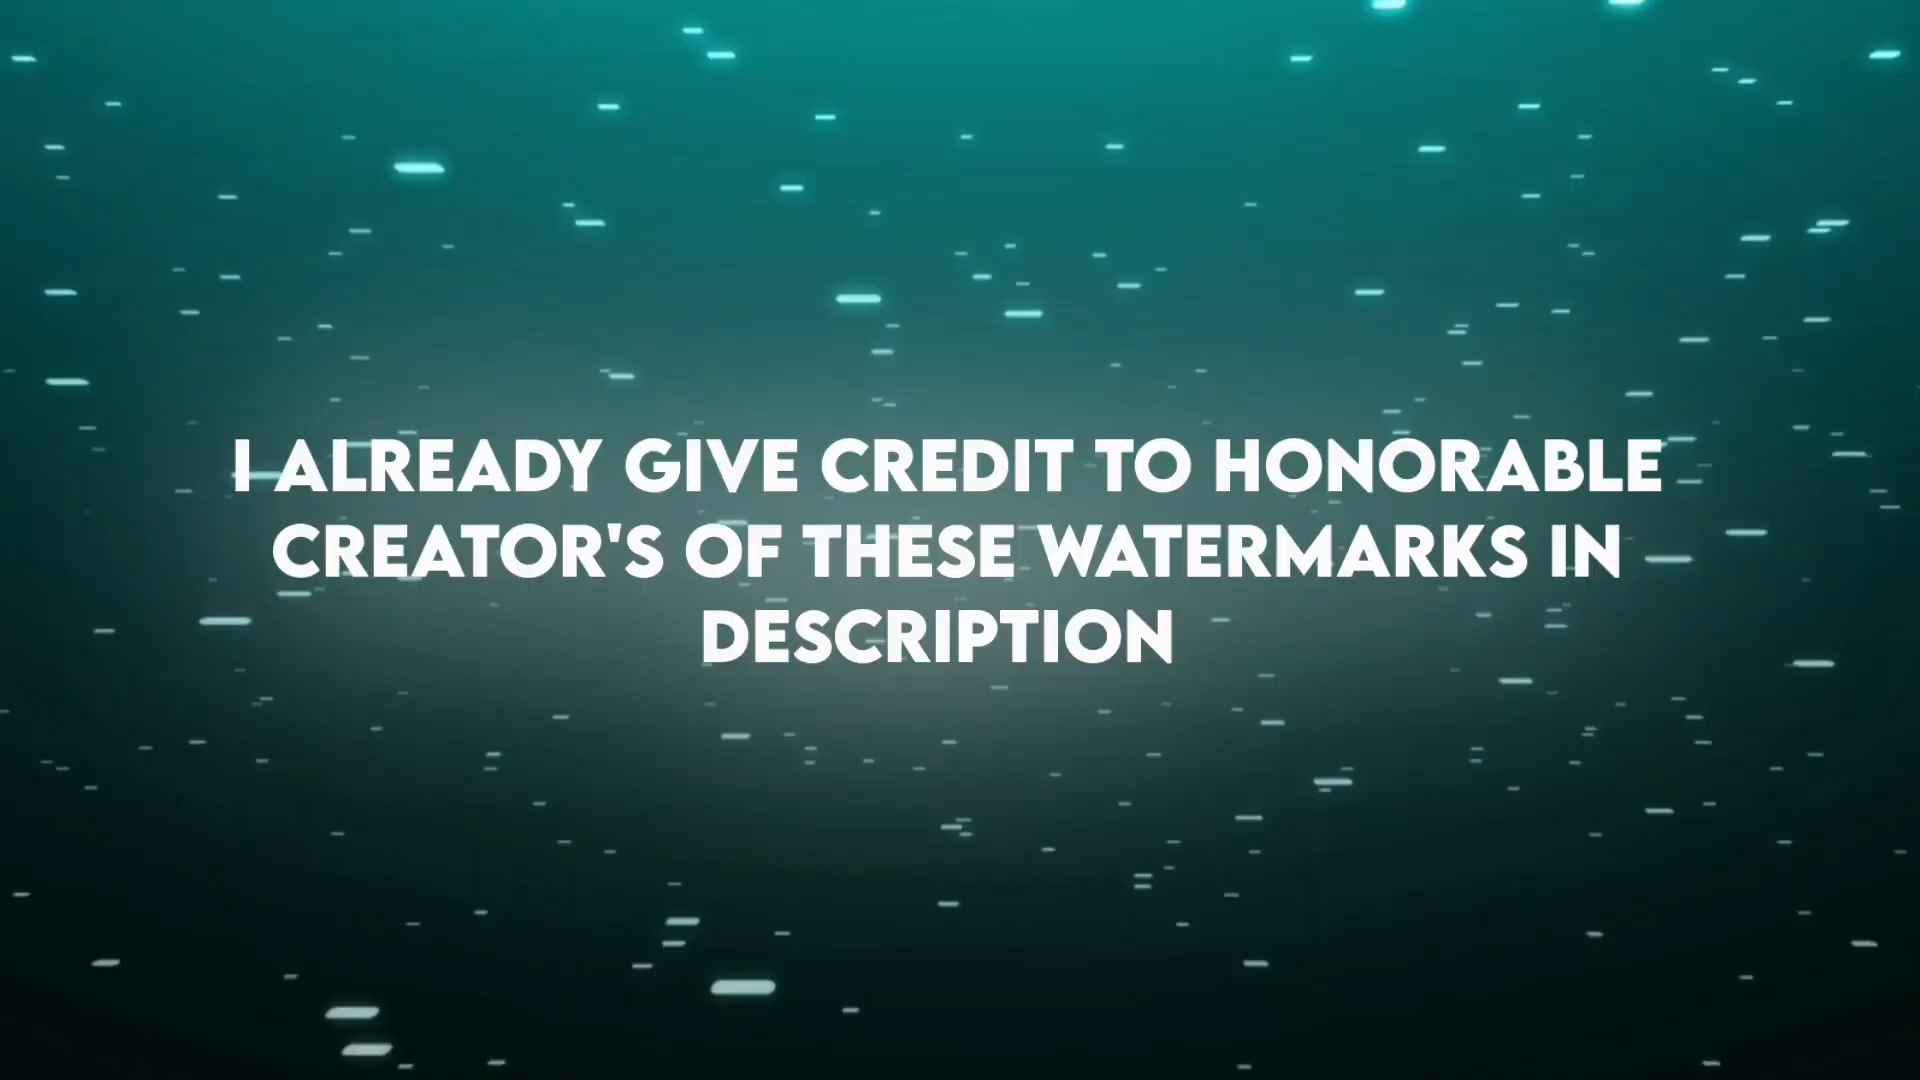 I ALREADY GIVE CREDIT TO HONORABLE
CREATOR'S OF THESE WATERMARKS IN
DESCRIPTION